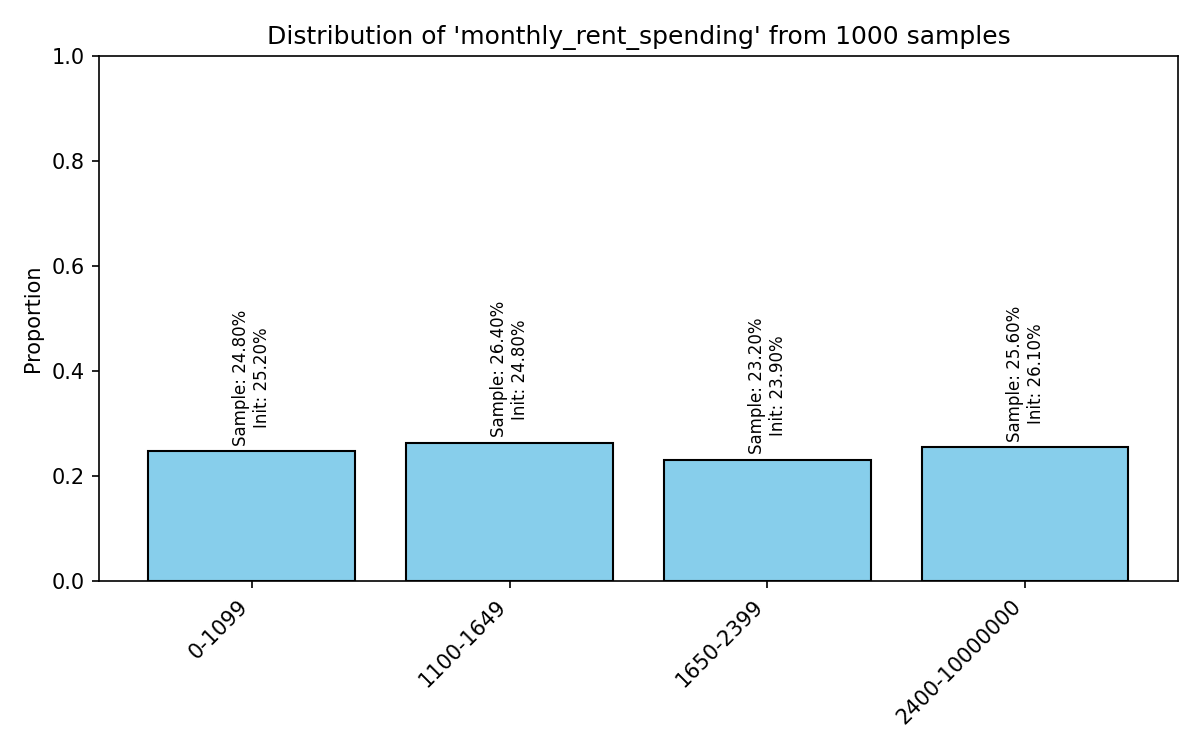 Distribution of 'monthly_rent_spending' from 1000 samples
Proportion
1.0
0.8
0.6
0.4
0.2
0.0
Sample: 24.80%
Init: 25.20%
Sample: 26.40%
Init: 24.80%
Sample: 23.20%
Init: 23.90%
Sample: 25.60%
Init: 26.10%
0-1099
1100-1649
1650-2399
2400-10000000